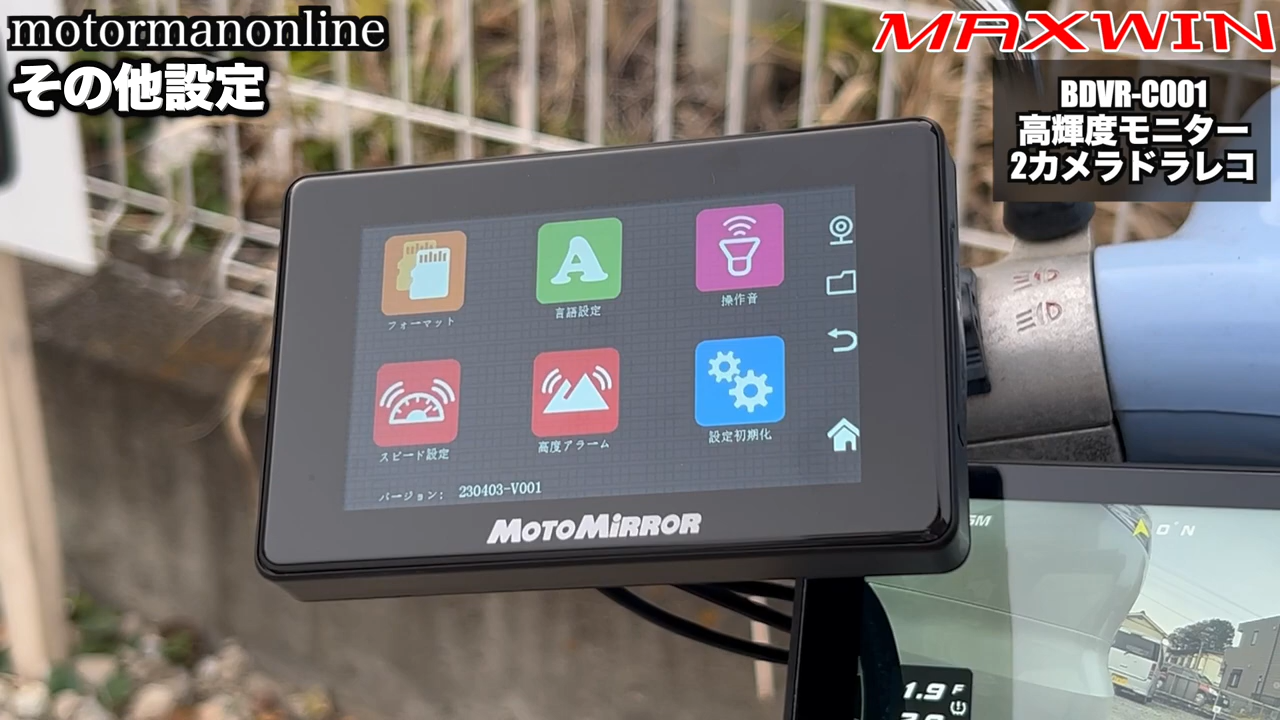 motormanonline
その他設定
MAXWIN
BDVR-C001
高輝度モニター
2カメラドラレコ
フォーマット
言語設定
操作音
スピード設定
高度アラーム
設定初期化
バージョン: 230403-V001
MOTOMIRROR
0° N
1.9 F